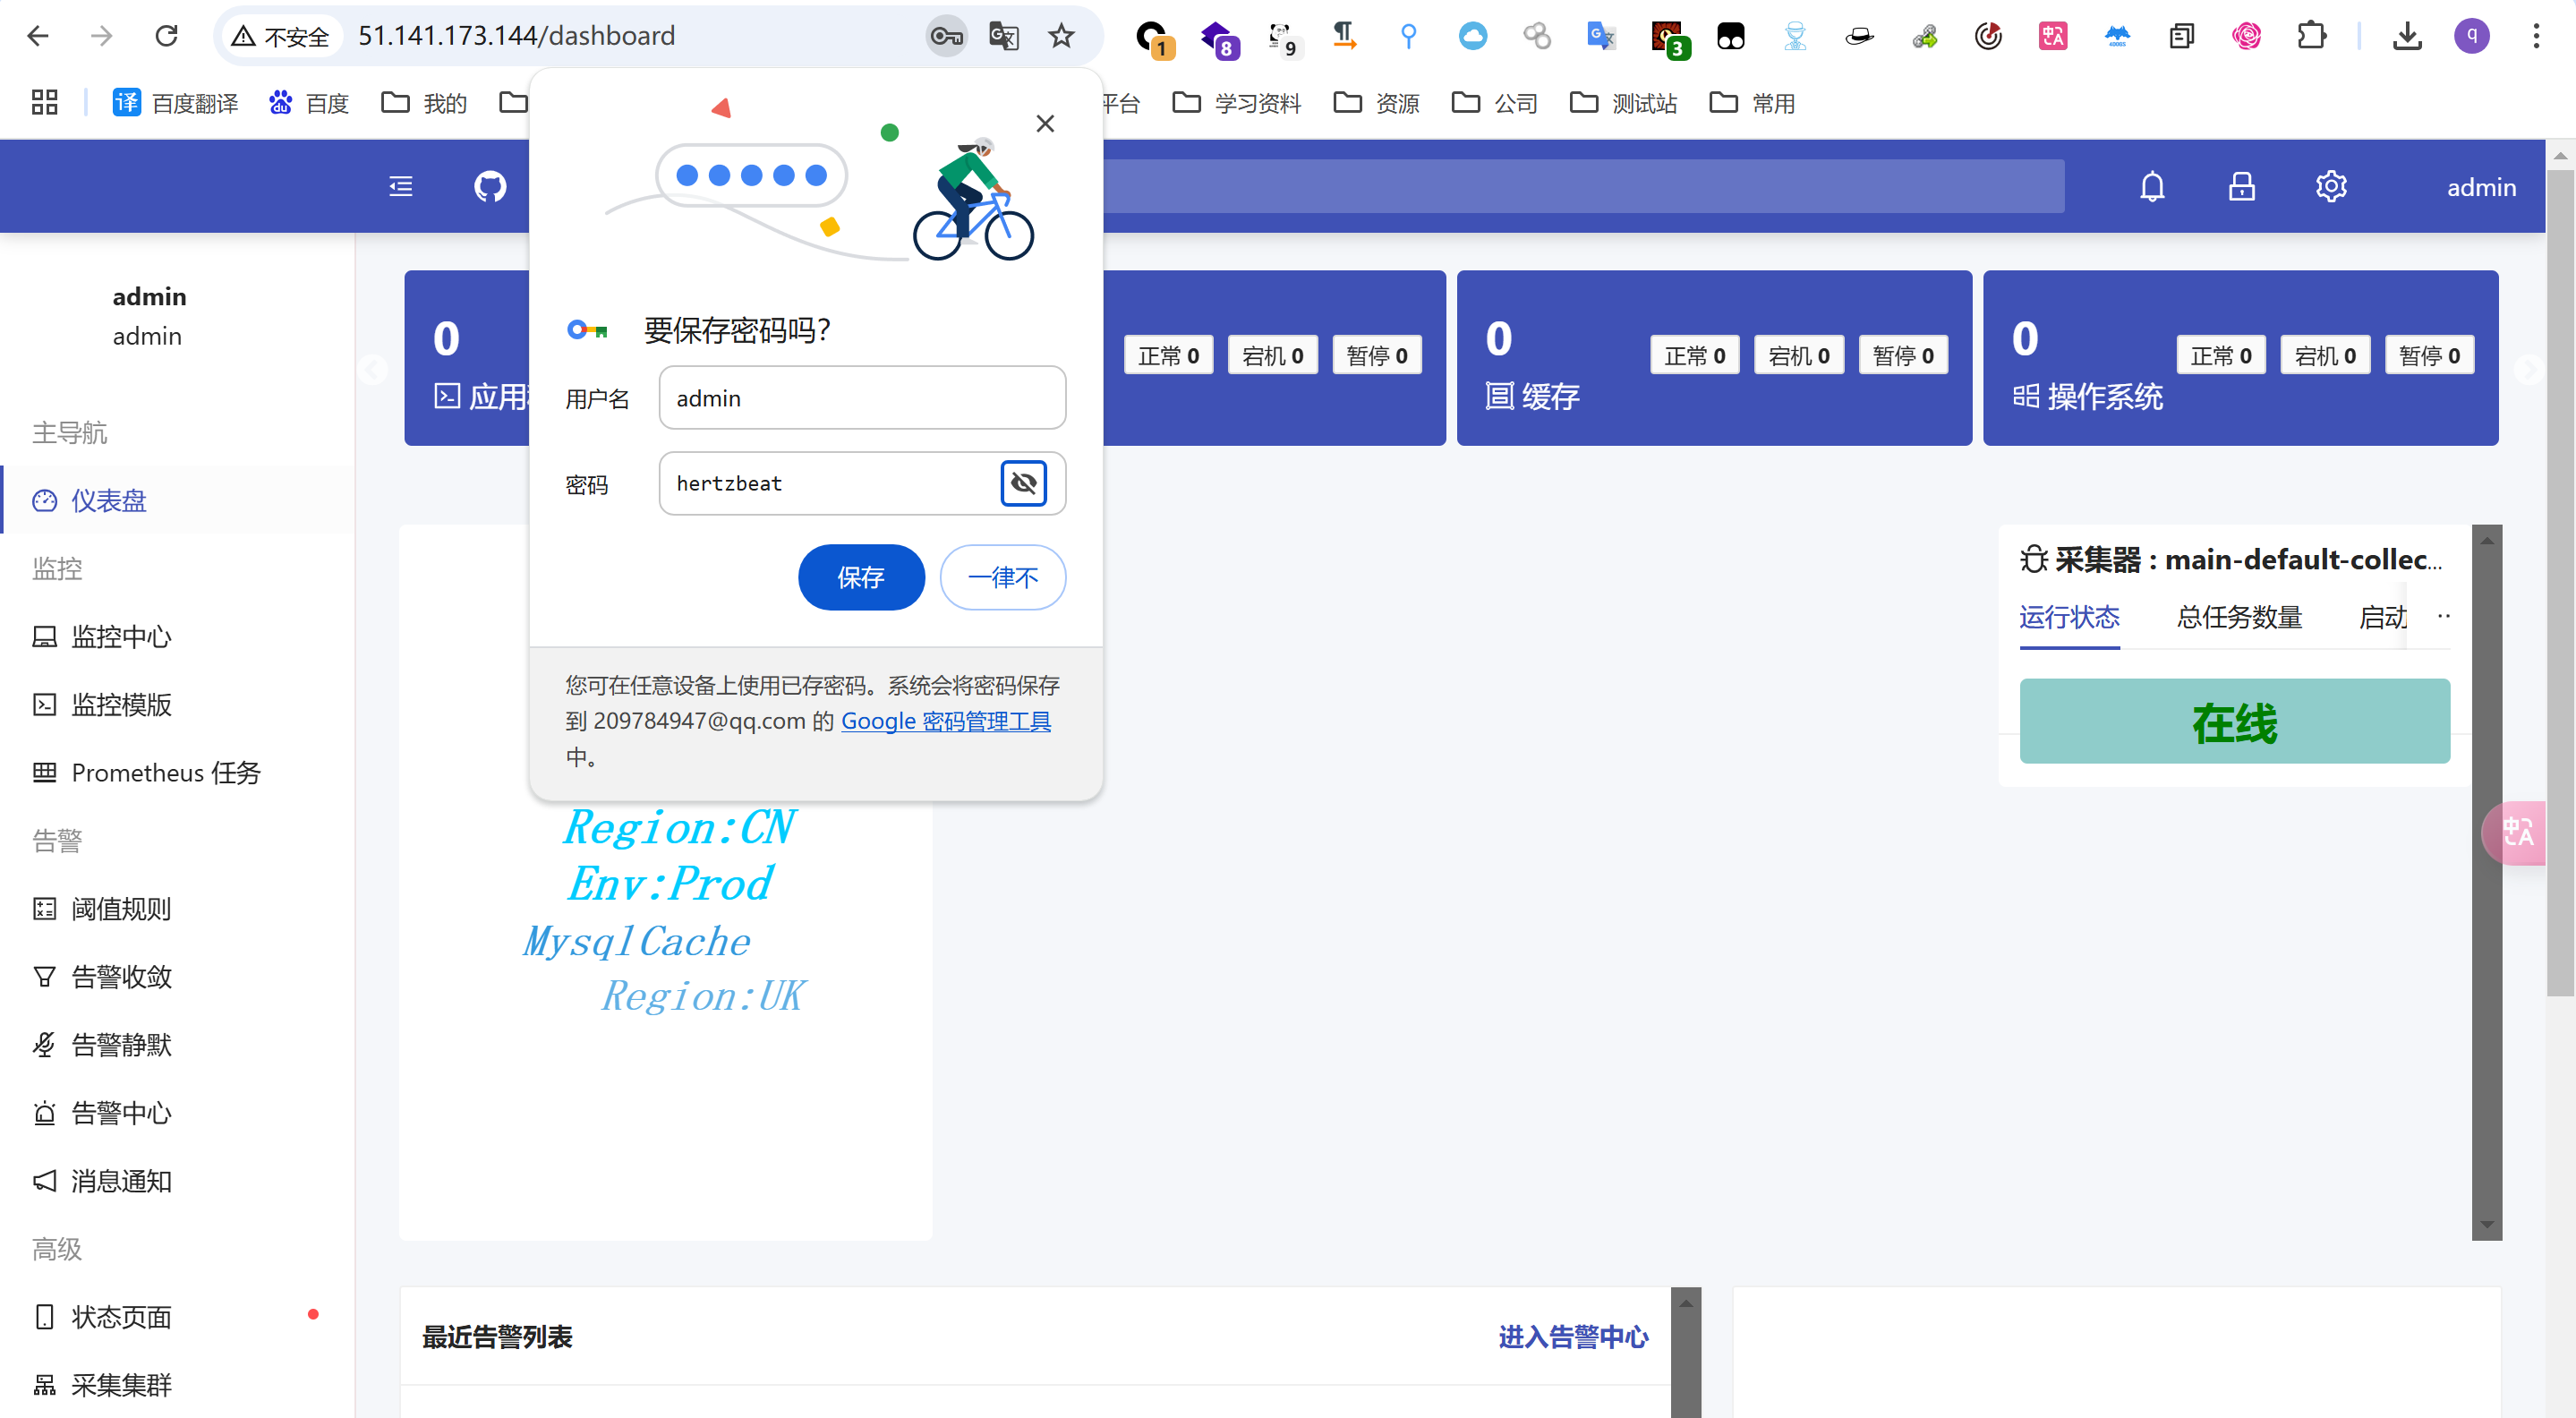 不安全
51.141.173.144/dashboard
1
8
9
3
q
百度翻译
百度
我的
平台
学习资料
资源
公司
测试站
常用
admin
admin
admin
主导航
仪表盘
监控
监控中心
监控模版
Prometheus 任务
告警
阈值规则
告警收敛
告警静默
告警中心
消息通知
高级
状态页面
采集集群
要保存密码吗?
用户名
admin
密码
hertzbeat
保存
一律不
您可在任意设备上使用已存密码。系统会将密码保存
到 209784947@qq.com 的 Google 密码管理工具
中。
0
应用
正常 0
宕机 0
暂停 0
0
缓存
正常 0
宕机 0
暂停 0
0
操作系统
正常 0
宕机 0
暂停 0
Region:CN
Env:Prod
MysqlCache
Region:UK
采集器 : main-default-collec...
运行状态
总任务数量
启动
在线
最近告警列表
进入告警中心